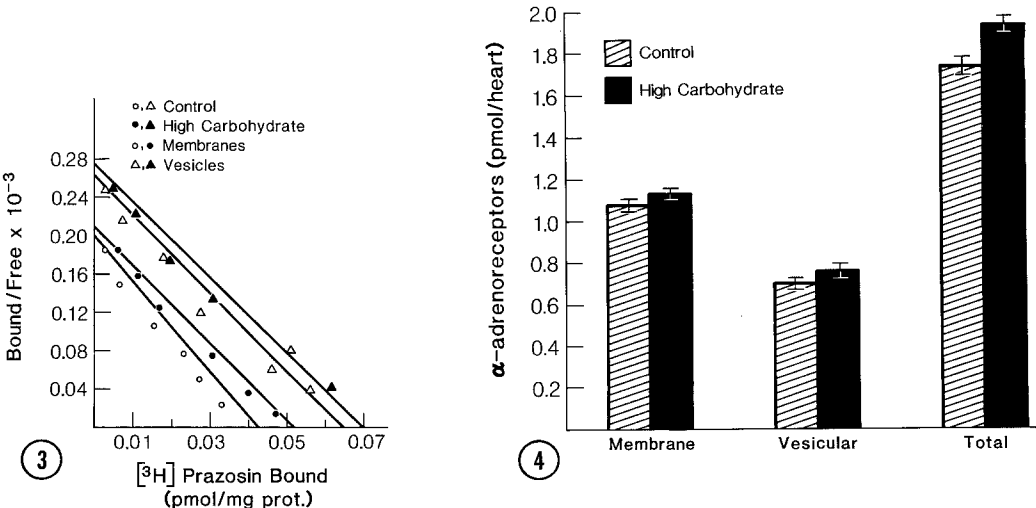 ○,△ Control
●,▲ High Carbohydrate
○,● Membranes
△,▲ Vesicles
Bound/Free x 10⁻³
0.28
0.24
0.20
0.16
0.12
0.08
0.04
0.01
0.03
0.05
0.07
[³H] Prazosin Bound
(pmol/mg prot.)
3
α-adrenoreceptors (pmol/heart)
2.0
1.8
1.6
1.4
1.2
1.0
0.8
0.6
0.4
0.2
Control
High Carbohydrate
Membrane
Vesicular
Total
4